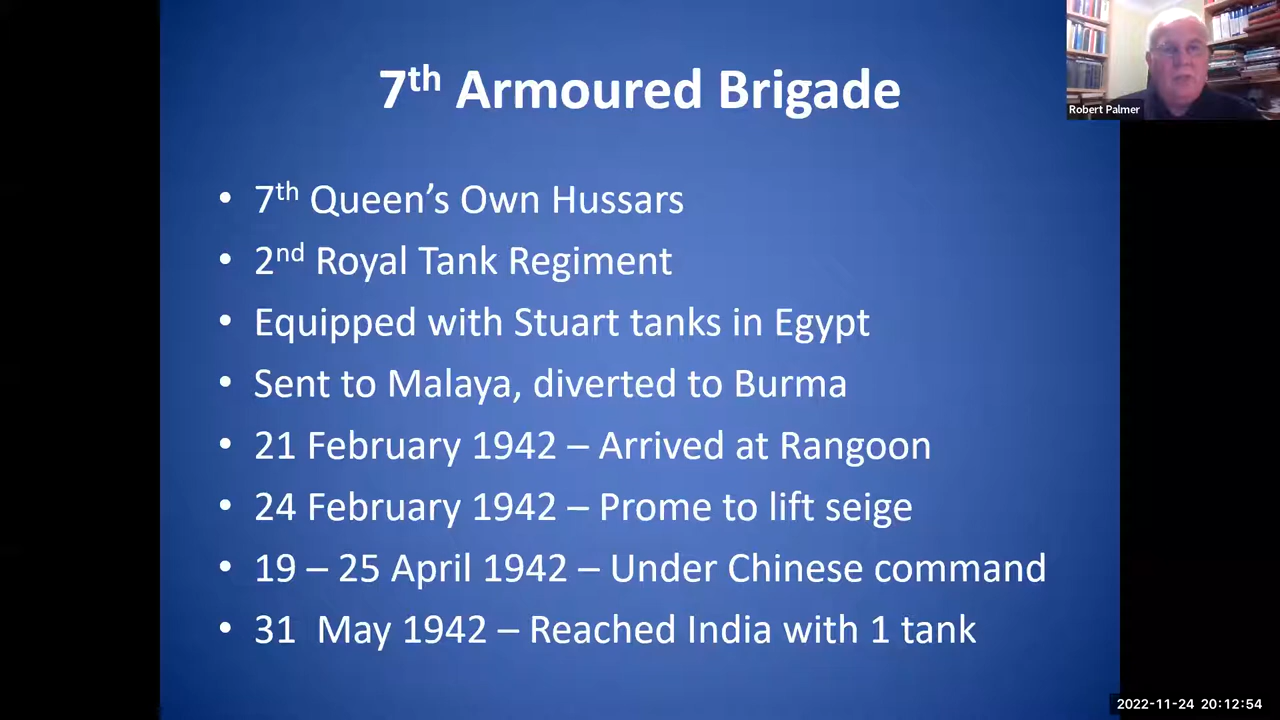 7th Armoured Brigade
Robert Palmer
• 7th Queen’s Own Hussars
• 2nd Royal Tank Regiment
• Equipped with Stuart tanks in Egypt
• Sent to Malaya, diverted to Burma
• 21 February 1942 – Arrived at Rangoon
• 24 February 1942 – Prome to lift seige
• 19 – 25 April 1942 – Under Chinese command
• 31  May 1942 – Reached India with 1 tank
2022-11-24 20:12:54